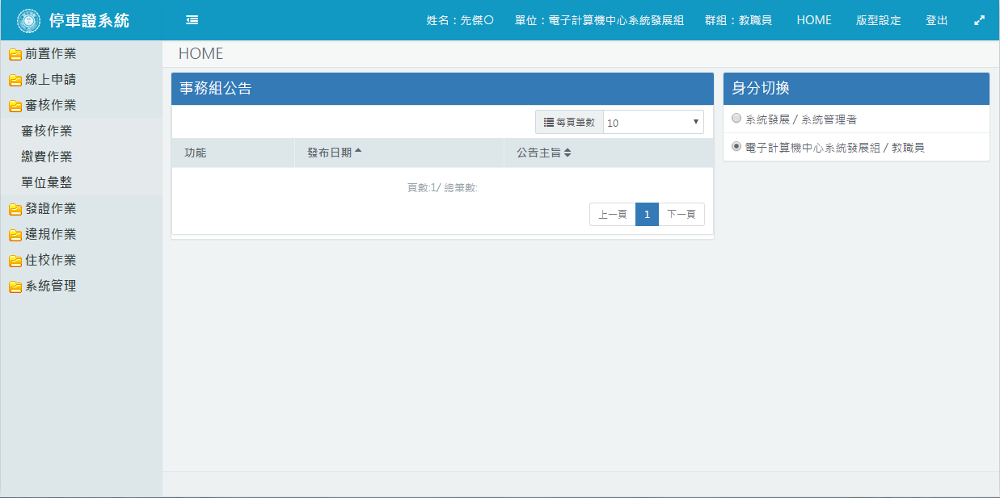 停車證系統
姓名：先傑○ 單位：電子計算機中心系統發展組 群組：教職員 HOME 版型設定 登出
前置作業
線上申請
審核作業
審核作業
繳費作業
單位彙整
發證作業
違規作業
住校作業
系統管理
HOME
事務組公告
每頁筆數 10
功能 發布日期 公告主旨
頁數:1/ 總筆數:
上一頁 1 下一頁
身分切換
系統發展 / 系統管理者
電子計算機中心系統發展組 / 教職員